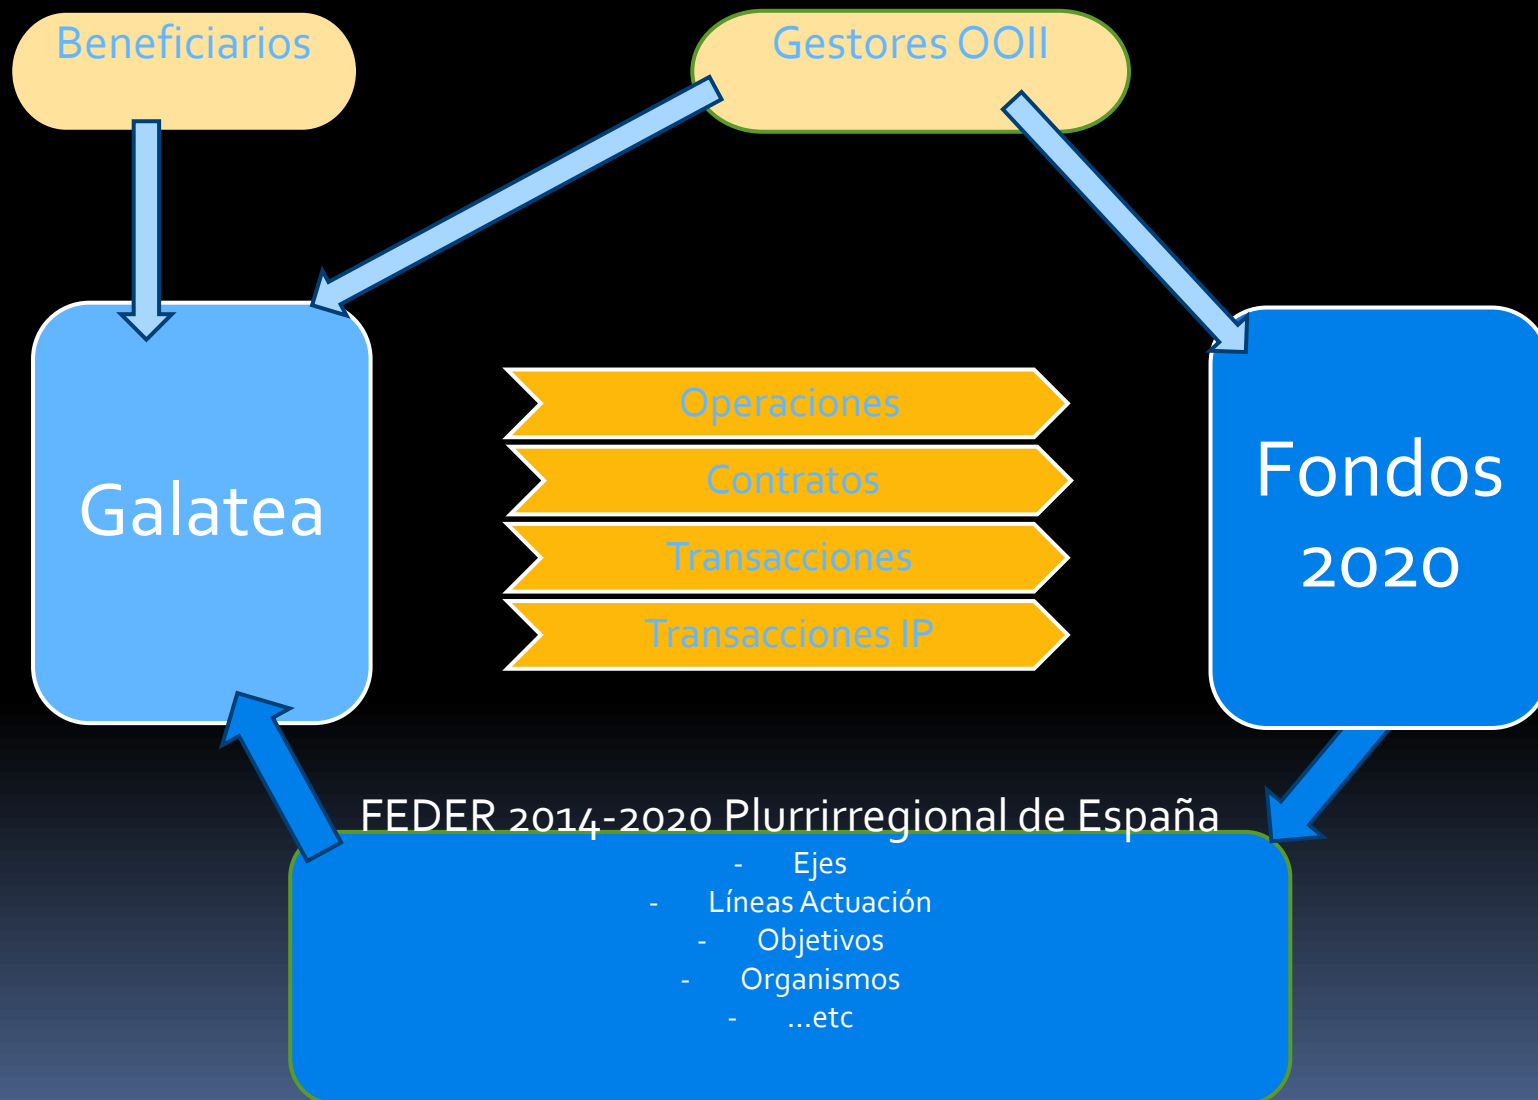 Beneficiarios
Gestores OOII
Galatea
Operaciones
Contratos
Transacciones
Transacciones IP
Fondos
2020
FEDER 2014-2020 Plurrirregional de España
- Ejes
- Líneas Actuación
- Objetivos
- Organismos
- ...etc